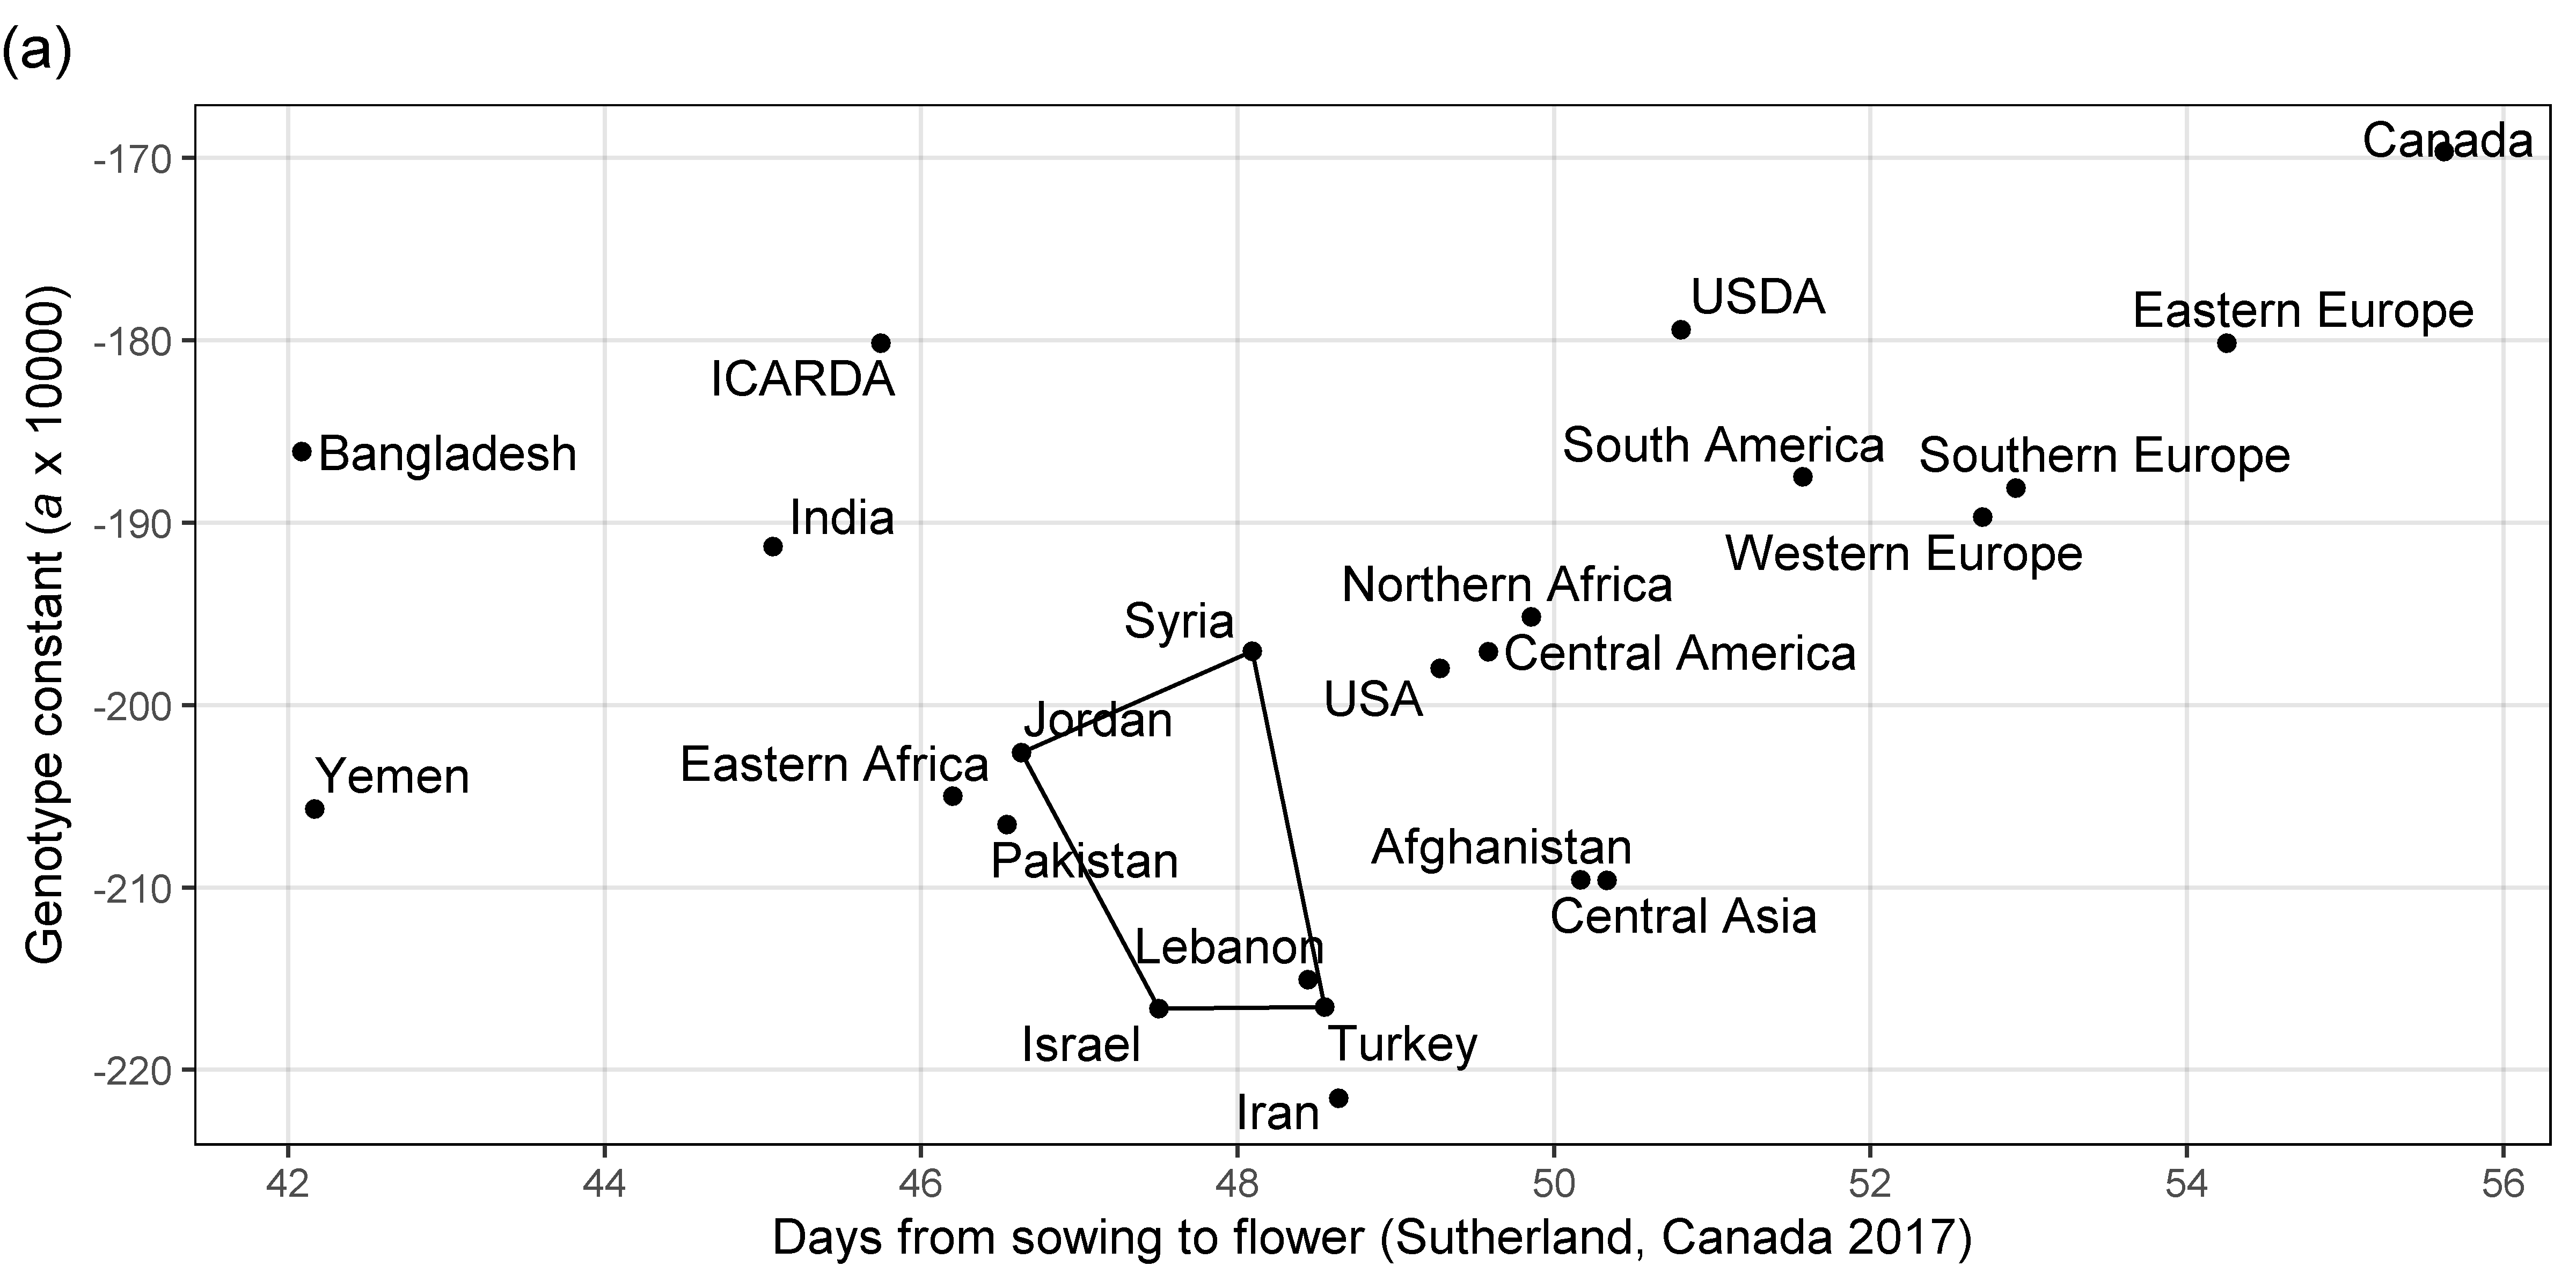 (a)
Genotype constant (a x 10000)
-170
-180
-190
-200
-210
-220
Canada
USDA
Eastern Europe
ICARDA
South America
Bangladesh
Southern Europe
India
Western Europe
Northern Africa
Syria
Central America
USA
Jordan
Eastern Africa
Yemen
Pakistan
Afghanistan
Central Asia
Lebanon
Israel
Turkey
Iran
42 44 46 48 50 52 54 56
Days from sowing to flower (Sutherland, Canada 2017)